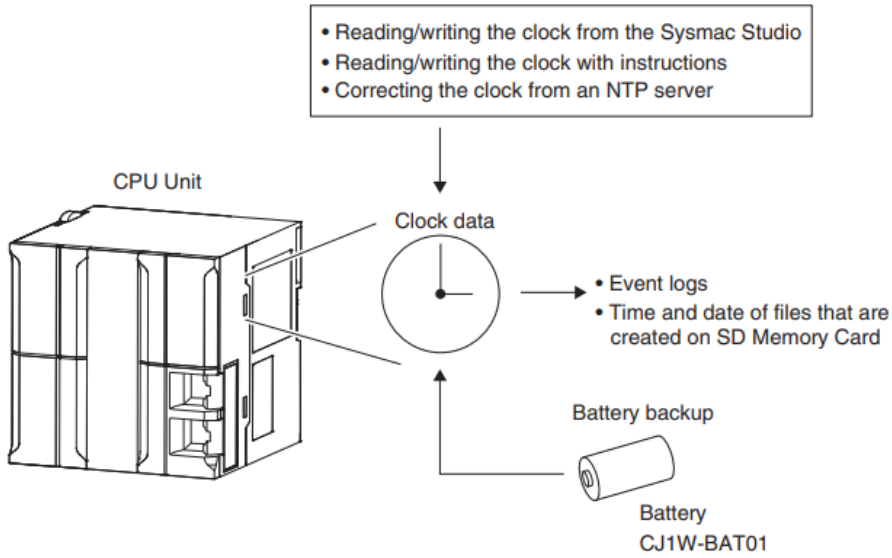 • Reading/writing the clock from the Sysmac Studio
• Reading/writing the clock with instructions
• Correcting the clock from an NTP server
CPU Unit
Clock data
• Event logs
• Time and date of files that are
created on SD Memory Card
Battery backup
Battery
CJ1W-BAT01